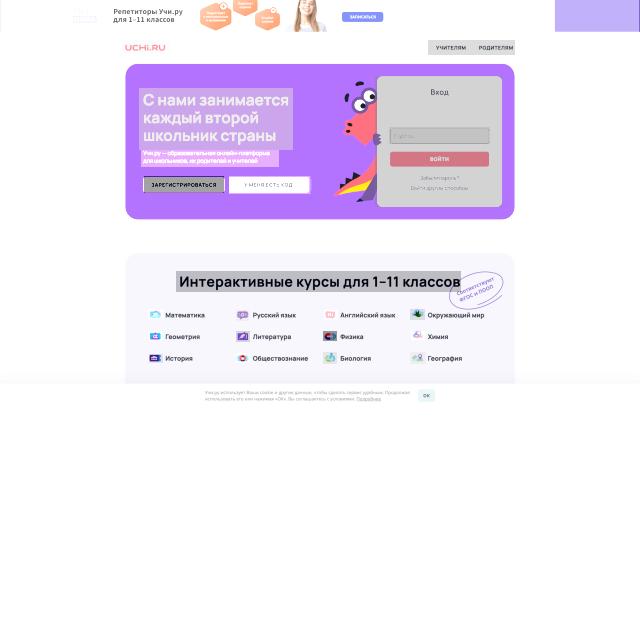 Репетиторы Учи.ру
для 1–11 классов
ЗАПИСАТЬСЯ
UCHi.RU
УЧИТЕЛЯМ РОДИТЕЛЯМ
С нами занимается
каждый второй
школьник страны
Учи.ру — образовательная онлайн-платформа
для школьников, их родителей и учителей
ЗАРЕГИСТРИРОВАТЬСЯ
У МЕНЯ ЕСТЬ КОД
Вход
ВОЙТИ
Забыли пароль?
Войти другим способом
Интерактивные курсы для 1–11 классов
Соответствуют
ФГОС и ПООП
Математика Русский язык Английский язык Окружающий мир
Геометрия Литература Физика Химия
История Обществознание Биология География
Учи.ру использует Ваши cookie и другие данные, чтобы сделать сервис удобным. Продолжая
использовать его или нажимая «ОК», Вы соглашаетесь с условиями. Подробнее
ОК